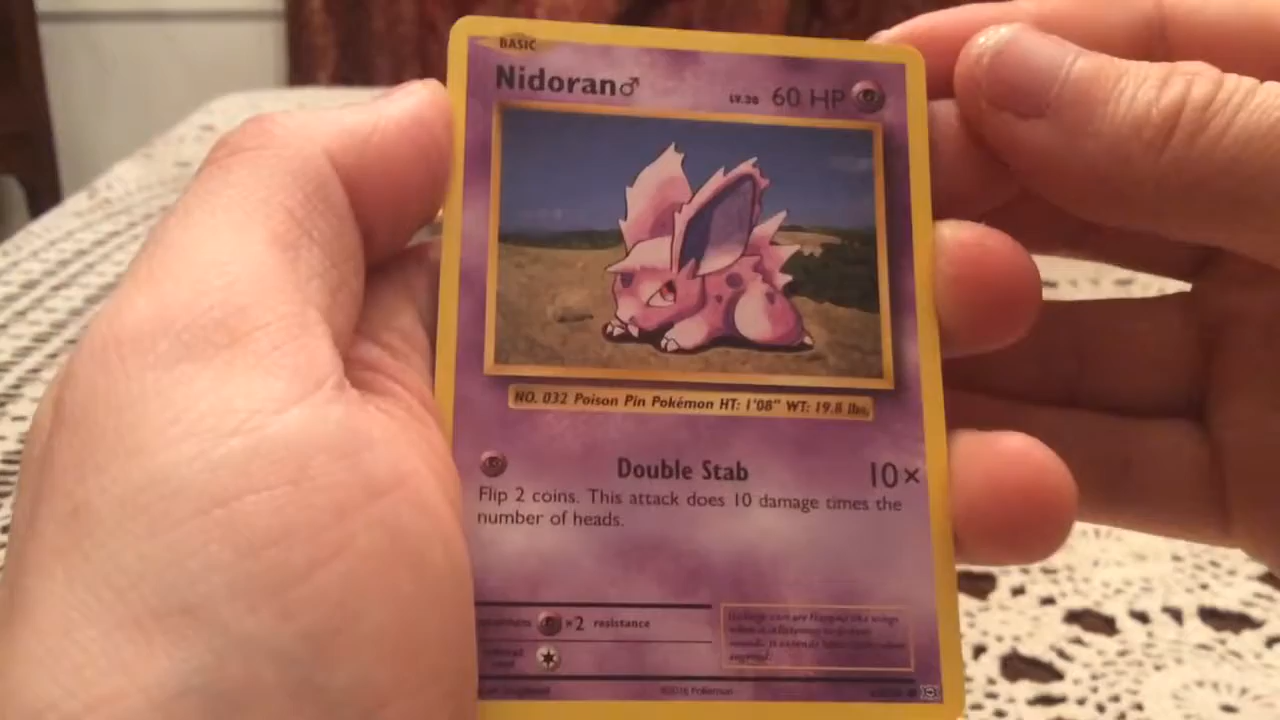 BASIC
Nidoran♂ LV.20 60 HP
NO. 032 Poison Pin Pokémon HT: 1'08" WT: 19.8 lbs.
Double Stab 10×
Flip 2 coins. This attack does 10 damage times the
number of heads.
×2 resistance
©2016 Pokémon